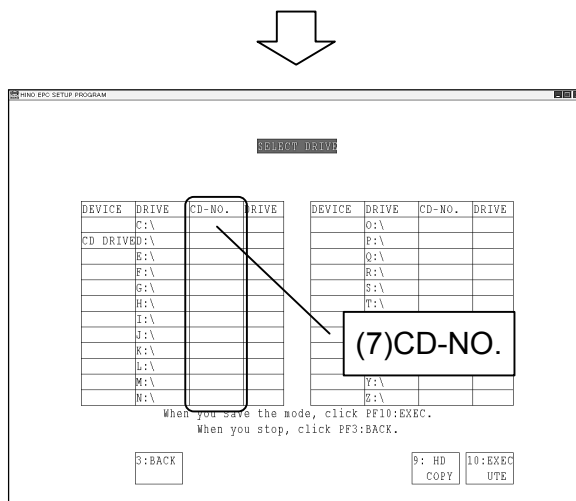 HINO EPC SETUP PROGRAM
SELECT DRIVE
DEVICE DRIVE CD-NO. DRIVE DEVICE DRIVE CD-NO. DRIVE
C:\ O:\
CD DRIVE D:\ P:\
E:\ Q:\
F:\ R:\
G:\ S:\
H:\ T:\
I:\
J:\
K:\
L:\
M:\ Y:\
N:\ Z:\
(7)CD-NO.
When you save the mode, click PF10:EXEC.
When you stop, click PF3:BACK.
3:BACK 9: HD 10:EXEC
COPY UTE